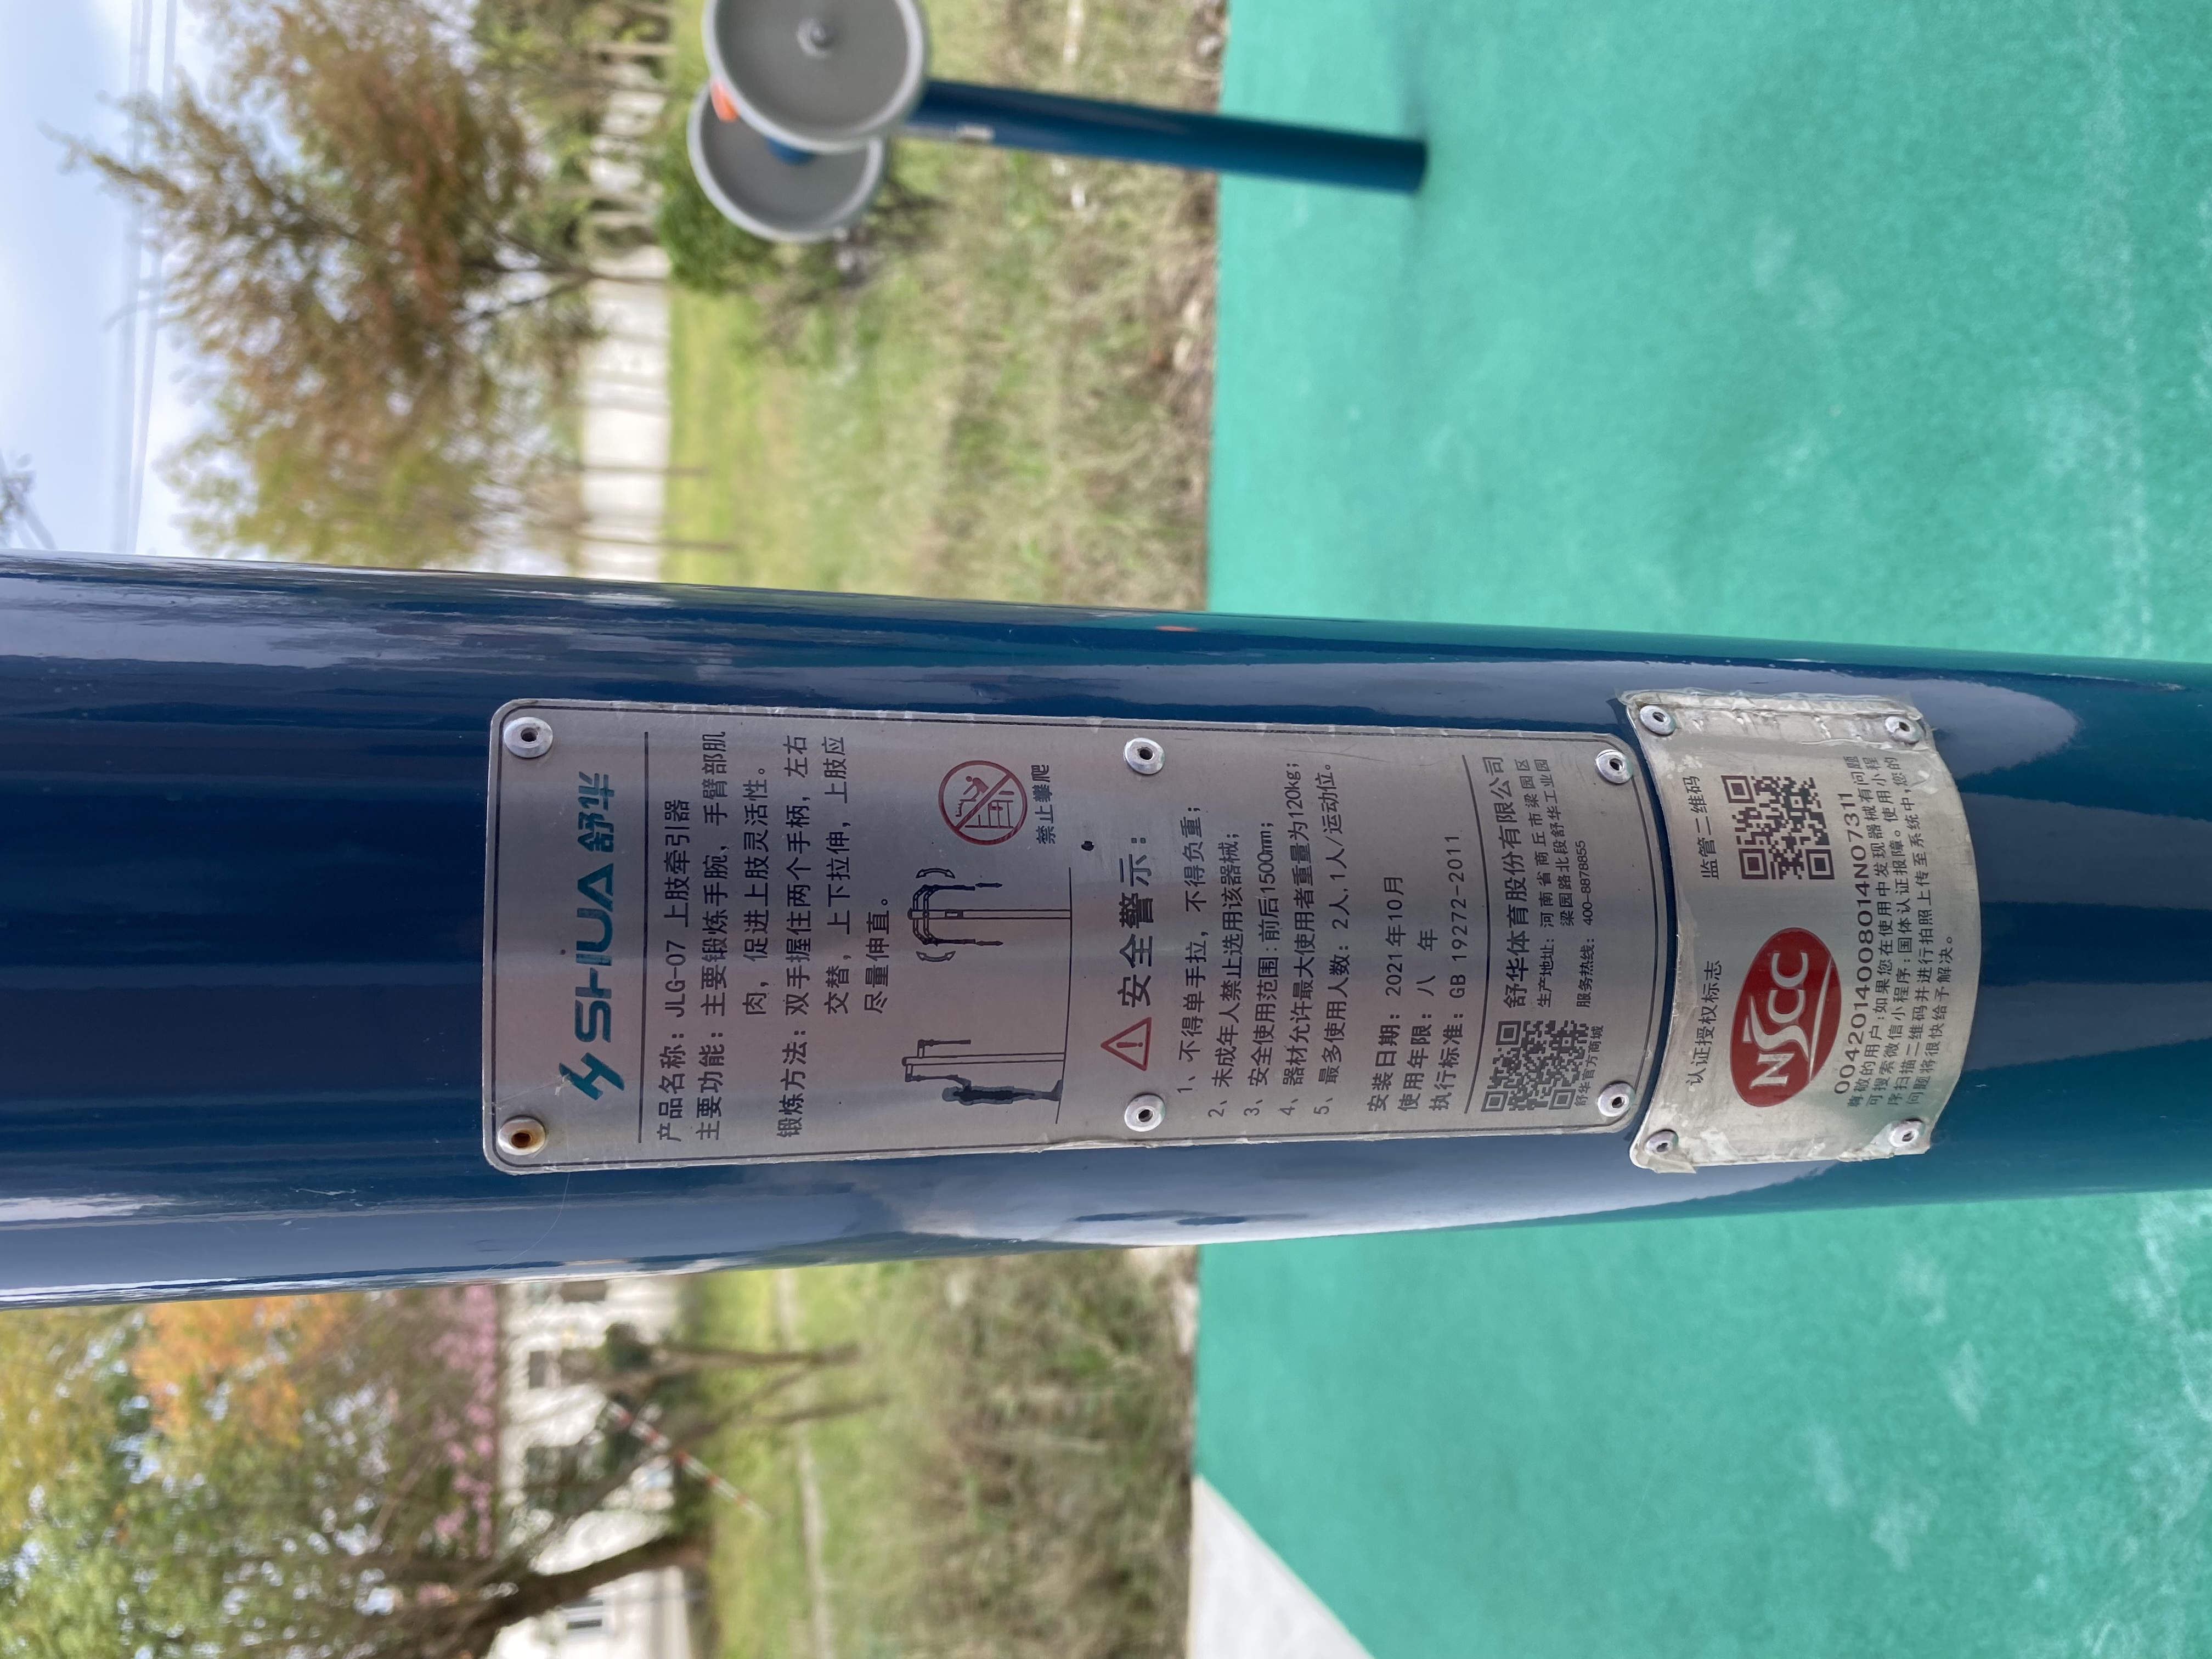 SHUA 舒华
产品名称：JLG-07 上肢牵引器
主要功能：主要锻炼手腕，手臂部肌
肉，促进上肢灵活性。
锻炼方法：双手握住两个手柄，左右
交替，上下拉伸，上肢应
尽量伸直。
禁止攀爬
安全警示：
1、不得单手拉，不得负重；
2、未成年人禁止选用该器械；
3、安全使用范围：前后1500mm；
4、器材允许最大使用者重量为120kg；
5、最多使用人数：2人，1人/运动位。
安装日期：2021年10月
使用年限：八 年
执行标准：GB 19272-2011
舒华体育股份有限公司
生产地址：河南省商丘市梁园区
梁园路北段舒华工业园
服务热线：400-8878855
舒华官方商城
认证授权标志 监管二维码
NSCC
00420140080​14N07311
尊敬的用户：如果您在使用中发现器械有问题
可搜索微信小程序：国体认证报障。使用小程
序扫描二维码并进行拍照上传至系统中，您的
问题将很快给予解决。